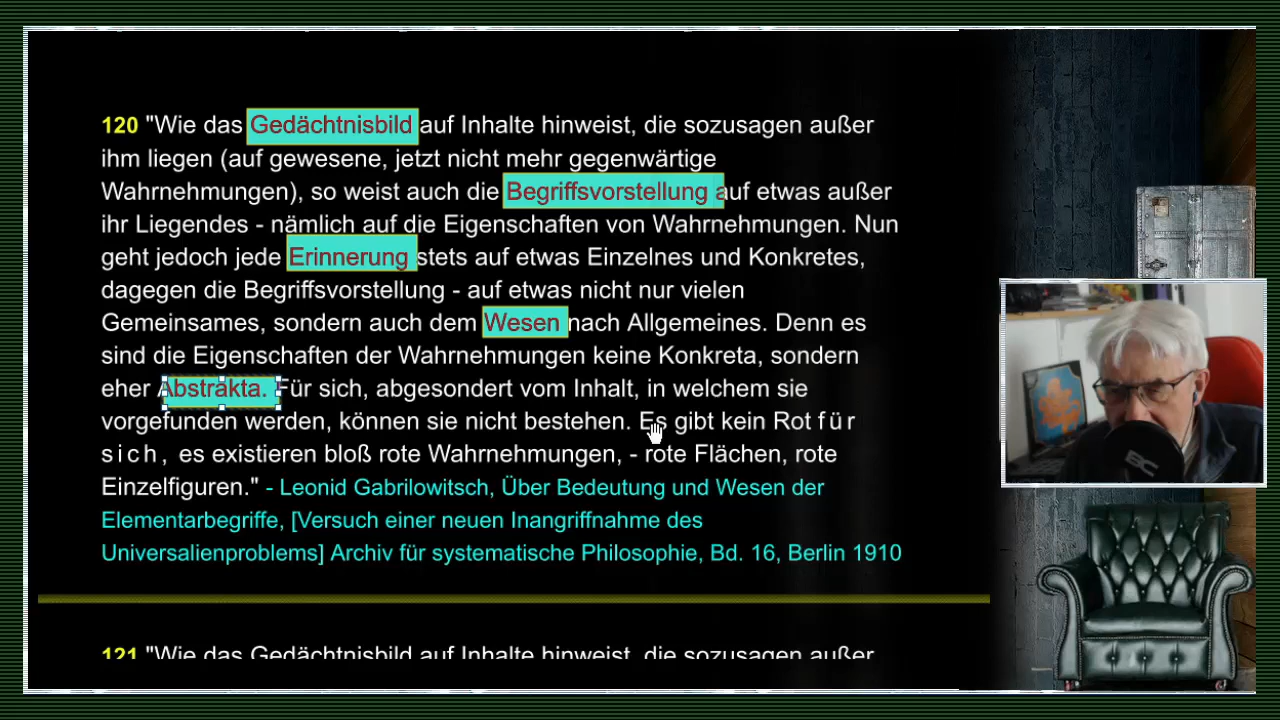 120 "Wie das Gedächtnisbild auf Inhalte hinweist, die sozusagen außer
ihm liegen (auf gewesene, jetzt nicht mehr gegenwärtige
Wahrnehmungen), so weist auch die Begriffsvorstellung auf etwas außer
ihr Liegendes - nämlich auf die Eigenschaften von Wahrnehmungen. Nun
geht jedoch jede Erinnerung stets auf etwas Einzelnes und Konkretes,
dagegen die Begriffsvorstellung - auf etwas nicht nur vielen
Gemeinsames, sondern auch dem Wesen nach Allgemeines. Denn es
sind die Eigenschaften der Wahrnehmungen keine Konkreta, sondern
eher Abstrakta. Für sich, abgesondert vom Inhalt, in welchem sie
vorgefunden werden, können sie nicht bestehen. Es gibt kein Rot für
sich, es existieren bloß rote Wahrnehmungen, - rote Flächen, rote
Einzelfiguren." - Leonid Gabrilowitsch, Über Bedeutung und Wesen der
Elementarbegriffe, [Versuch einer neuen Inangriffnahme des
Universalienproblems] Archiv für systematische Philosophie, Bd. 16, Berlin 1910
121 "Wie das Gedächtnisbild auf Inhalte hinweist, die sozusagen außer